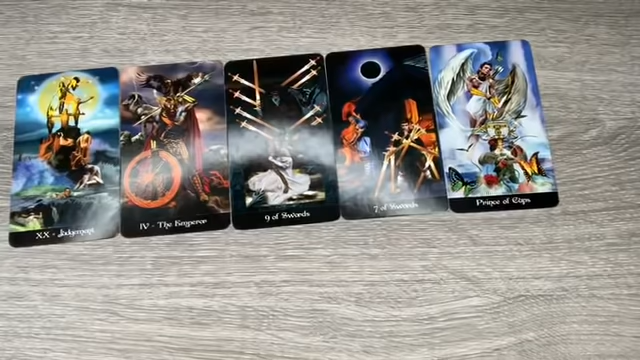 XX - Judgement
IV - The Emperor
9 of Swords
7 of Swords
Prince of Cups